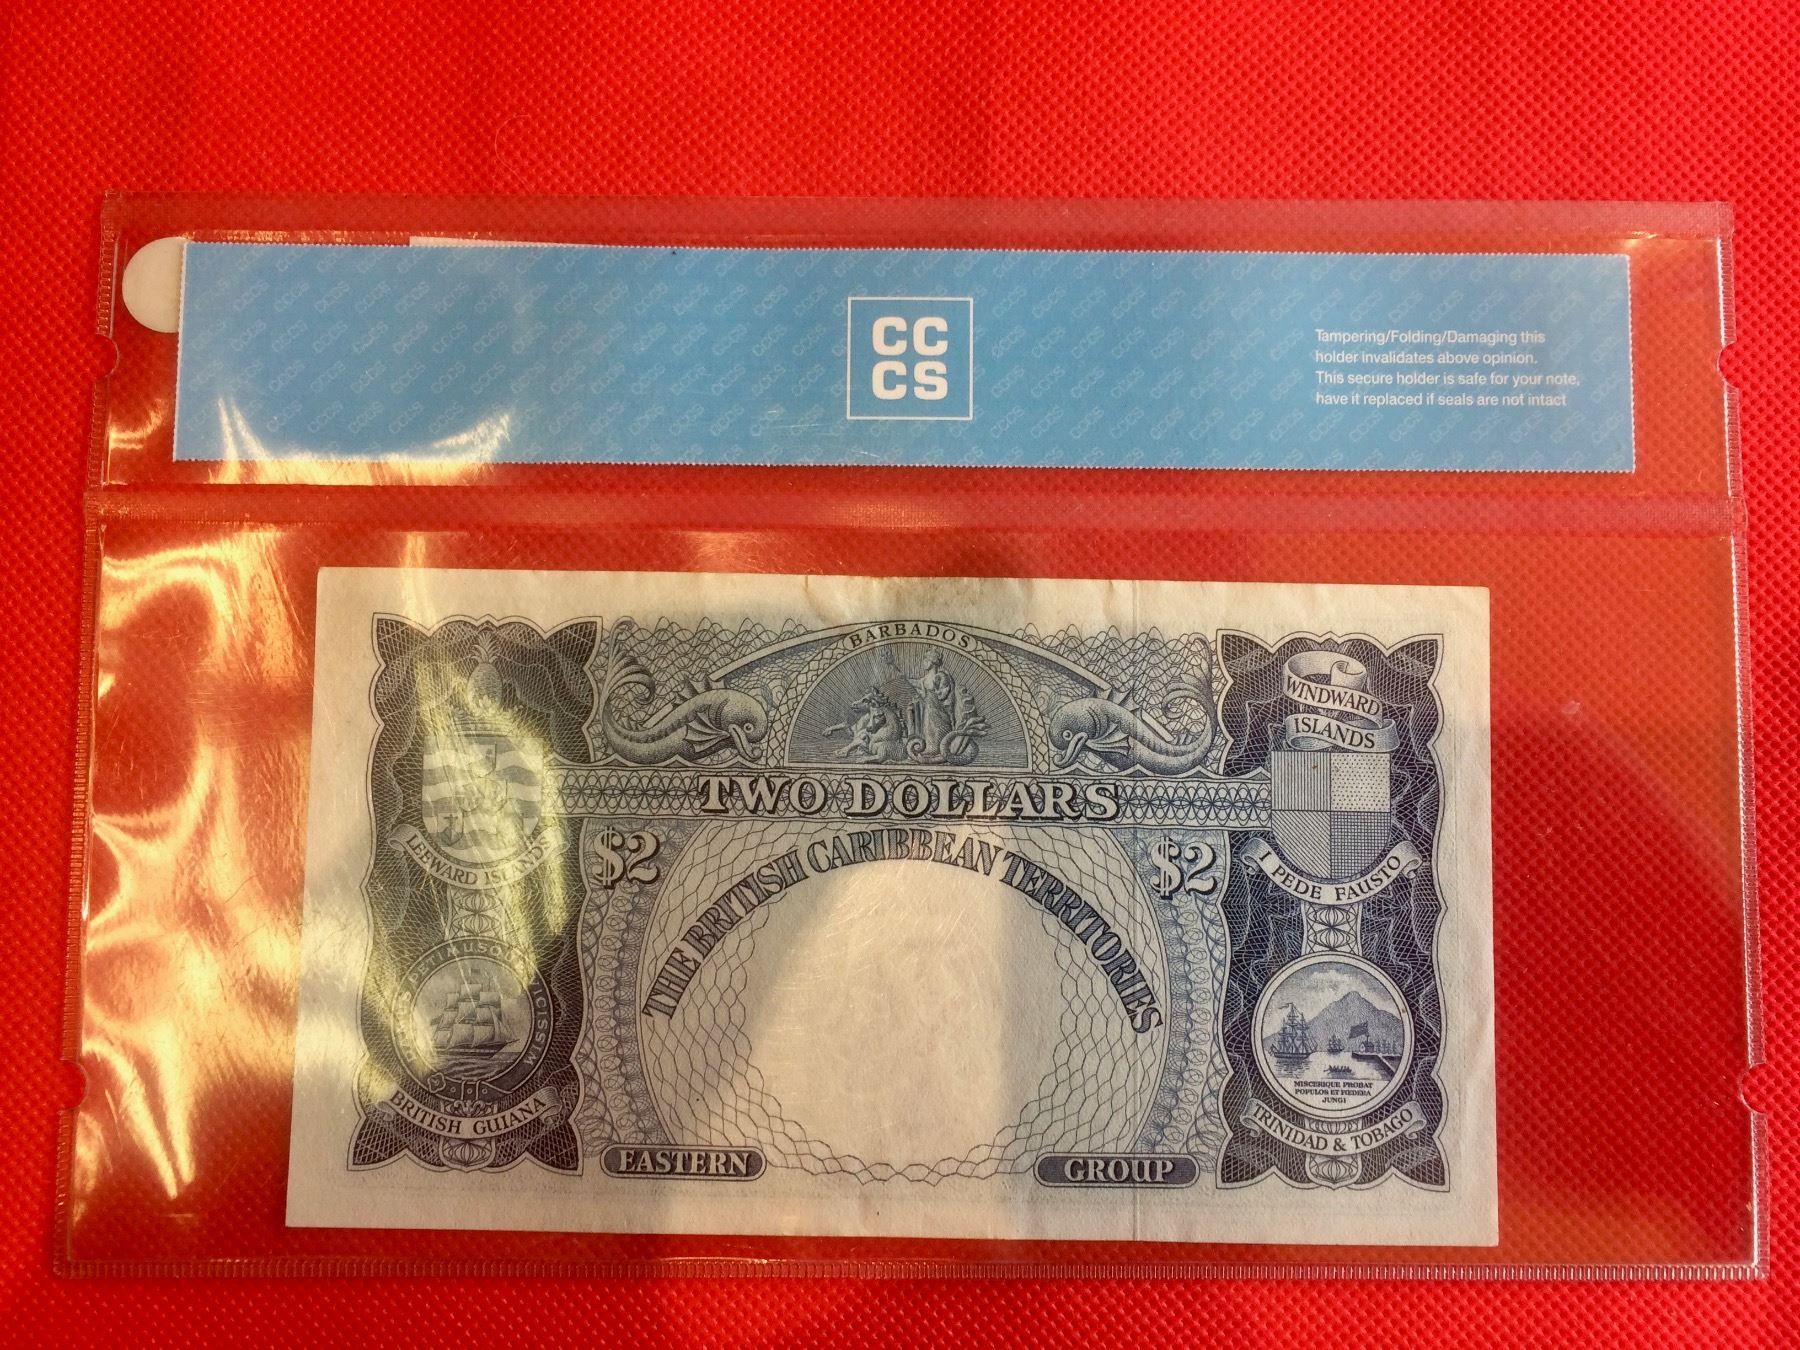 CC
CS
Tampering/Folding/Damaging this
holder invalidates above opinion.
This secure holder is safe for your note,
have it replaced if seals are not intact
BARBADOS
WINDWARD
ISLANDS
TWO DOLLARS
$2
$2
THE BRITISH CARIBBEAN TERRITORIES
LEEWARD ISLANDS
I PEDE FAUSTO
BRITISH GUIANA
MISCERIQUE PROBAT
POPULOS ET FŒDERA
JUNGI
TRINIDAD & TOBAGO
EASTERN
GROUP